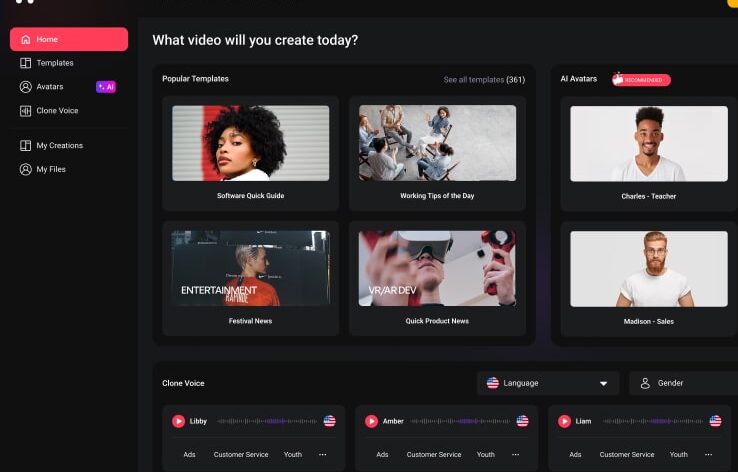 Home
Templates
Avatars
AI
Clone Voice
My Creations
My Files
What video will you create today?
Popular Templates
See all templates (361)
Software Quick Guide
Working Tips of the Day
ENTERTAINMENT
Festival News
VR/AR DEV
Quick Product News
AI Avatars
RECOMMENDED
Charles - Teacher
Madison - Sales
Clone Voice
Language
Gender
Libby
Ads Customer Service Youth ...
Amber
Ads Customer Service Youth ...
Liam
Ads Customer Service Youth ...